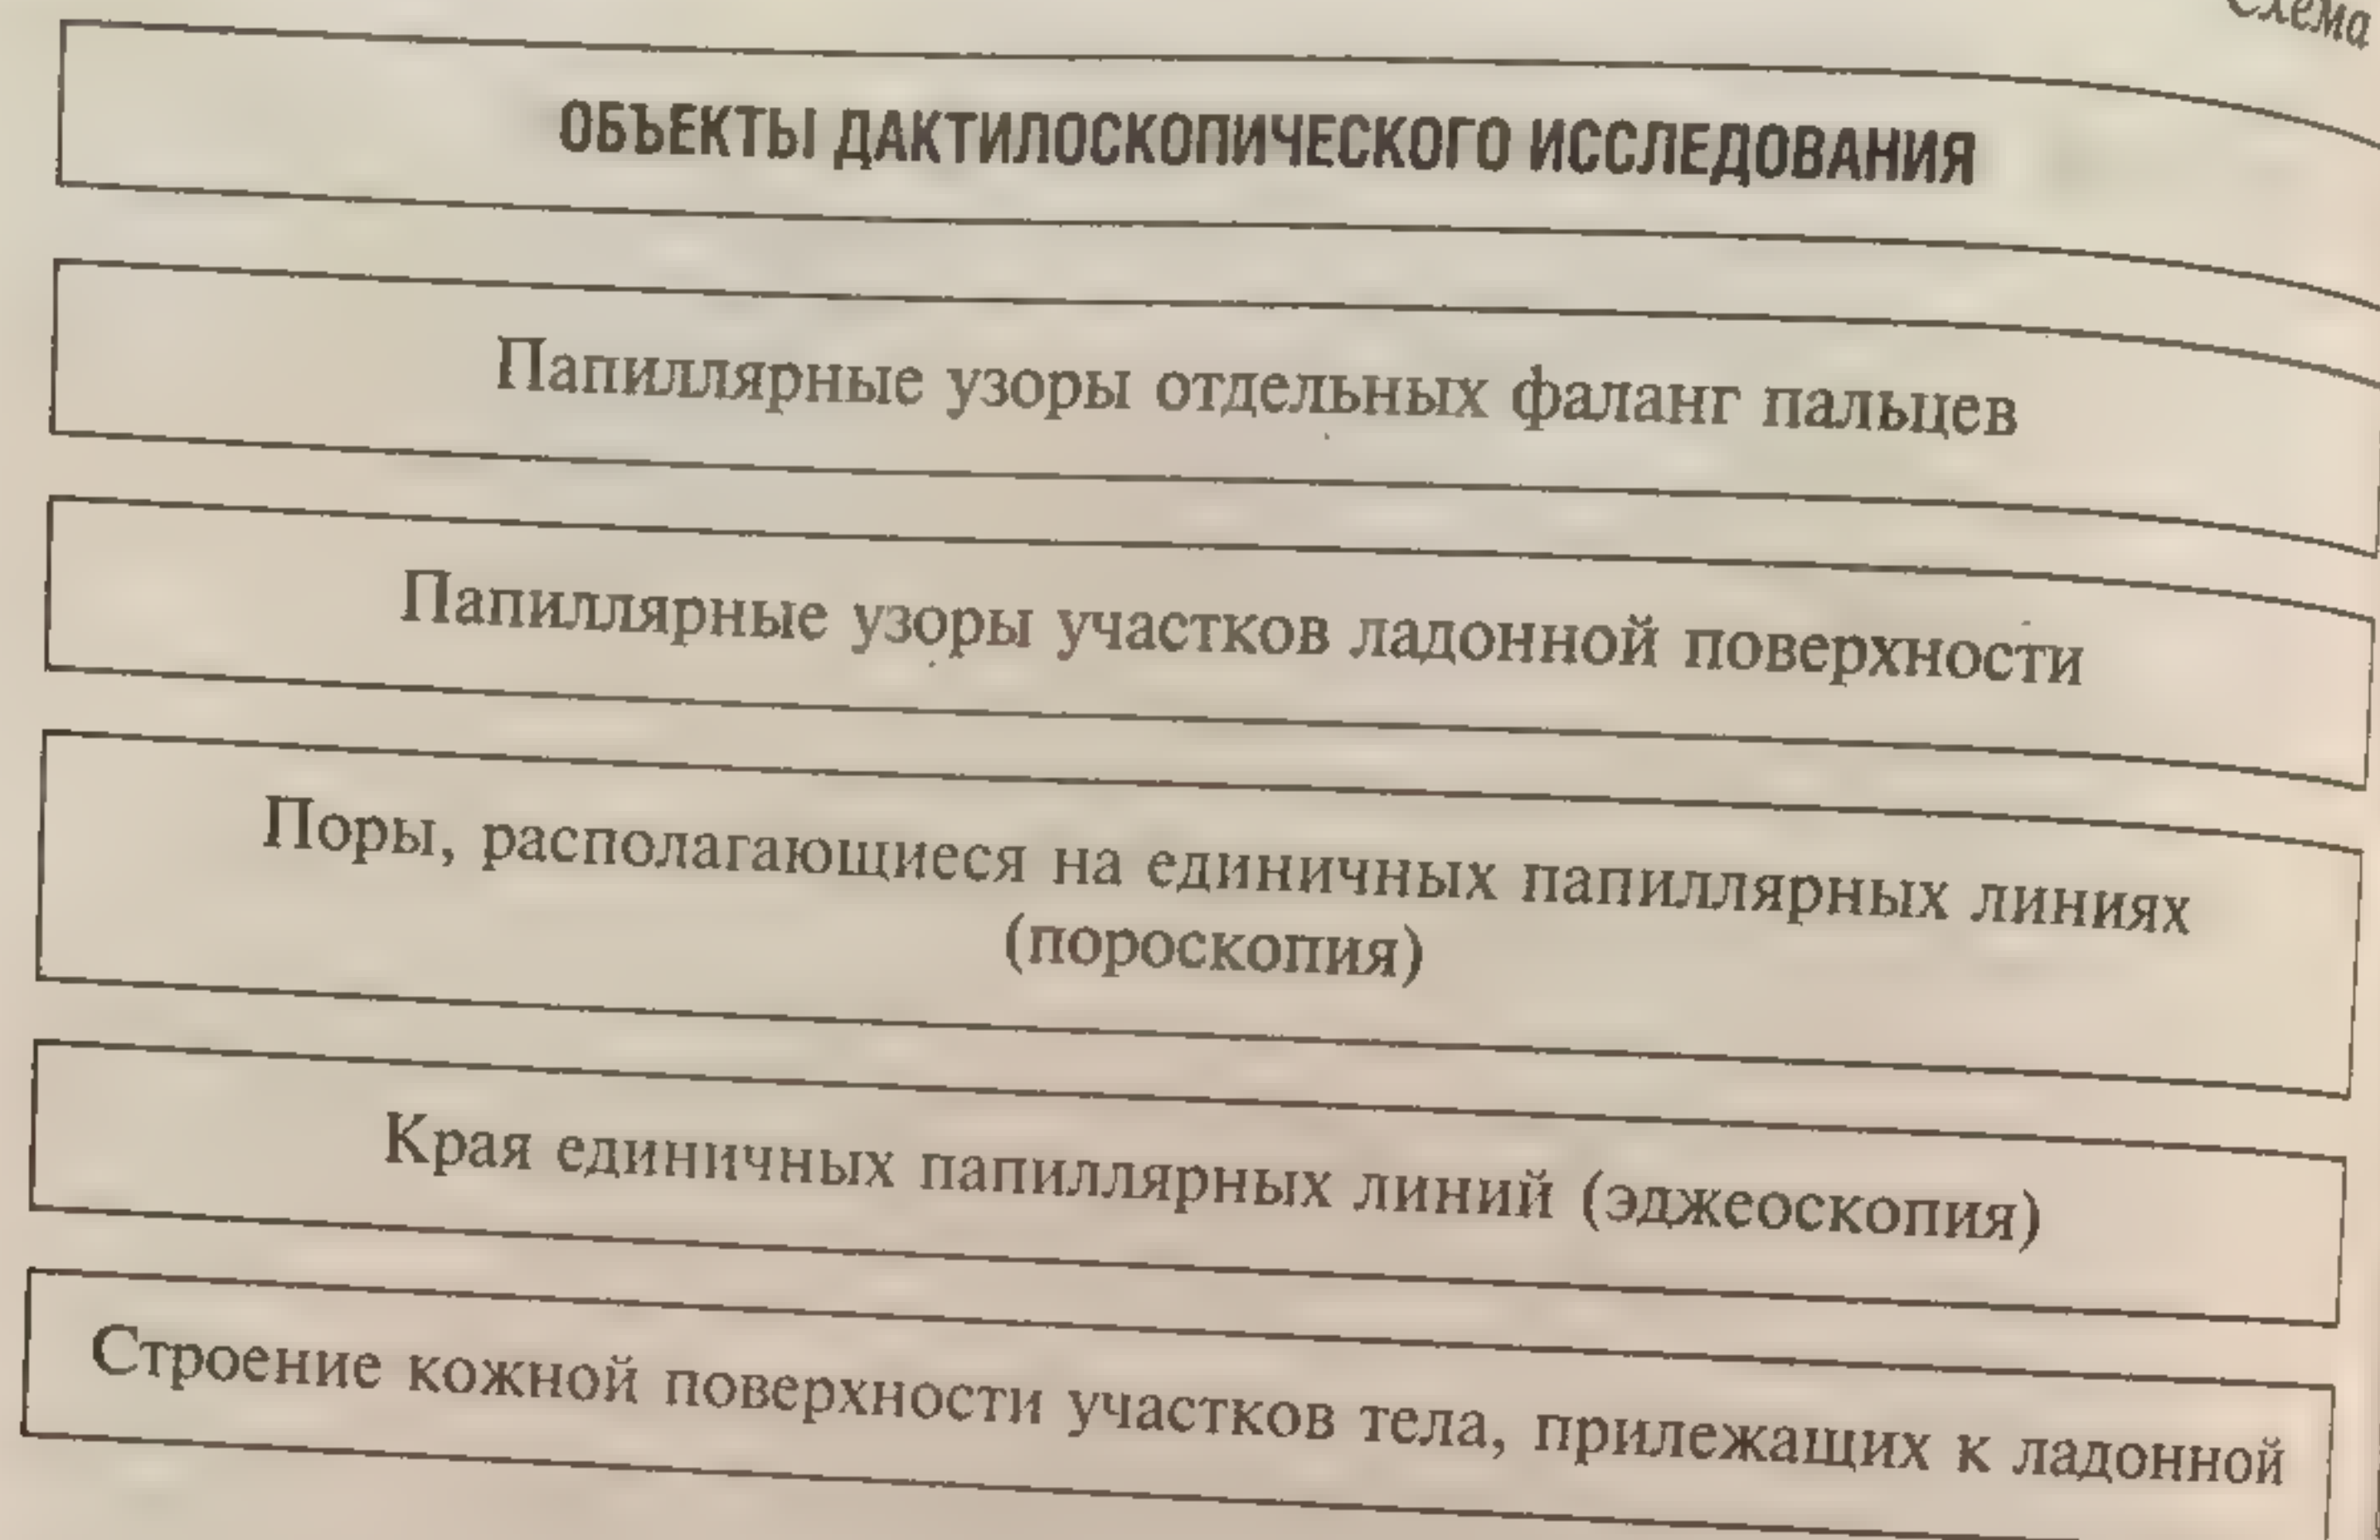 Схема
ОБЪЕКТЫ ДАКТИЛОСКОПИЧЕСКОГО ИССЛЕДОВАНИЯ
Папиллярные узоры отдельных фаланг пальцев
Папиллярные узоры участков ладонной поверхности
Поры, располагающиеся на единичных папиллярных линиях
(пороскопия)
Края единичных папиллярных линий (эджеоскопия)
Строение кожной поверхности участков тела, прилежащих к ладонной